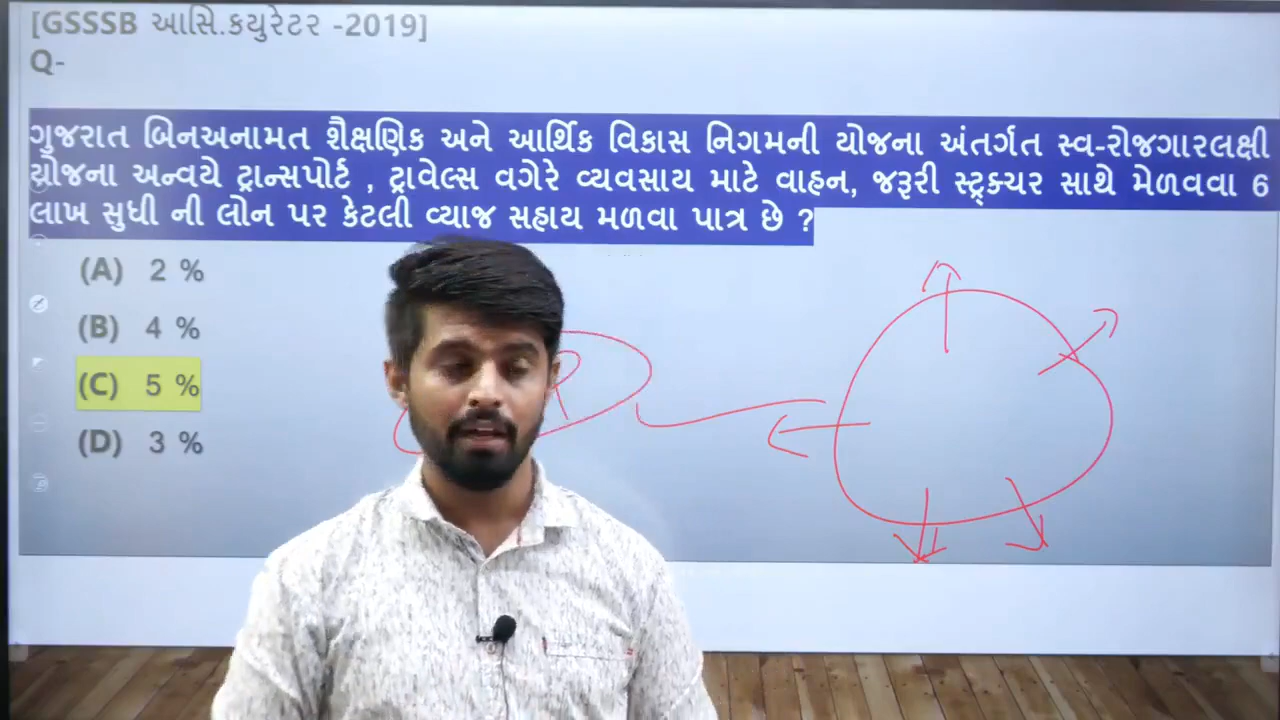 [GSSSB આસિ.કયુરેટર -2019]
Q-
ગુજરાત બિનઅનામત શૈક્ષણિક અને આર્થિક વિકાસ નિગમની યોજના અંતર્ગત સ્વ-રોજગારલક્ષી
યોજના અન્વયે ટ્રાન્સપોર્ટ , ટ્રાવેલ્સ વગેરે વ્યવસાય માટે વાહન, જરૂરી સ્ટ્રક્ચર સાથે મેળવવા 6
લાખ સુધી ની લોન પર કેટલી વ્યાજ સહાય મળવા પાત્ર છે ?
(A) 2 %
(B) 4 %
(C) 5 %
(D) 3 %